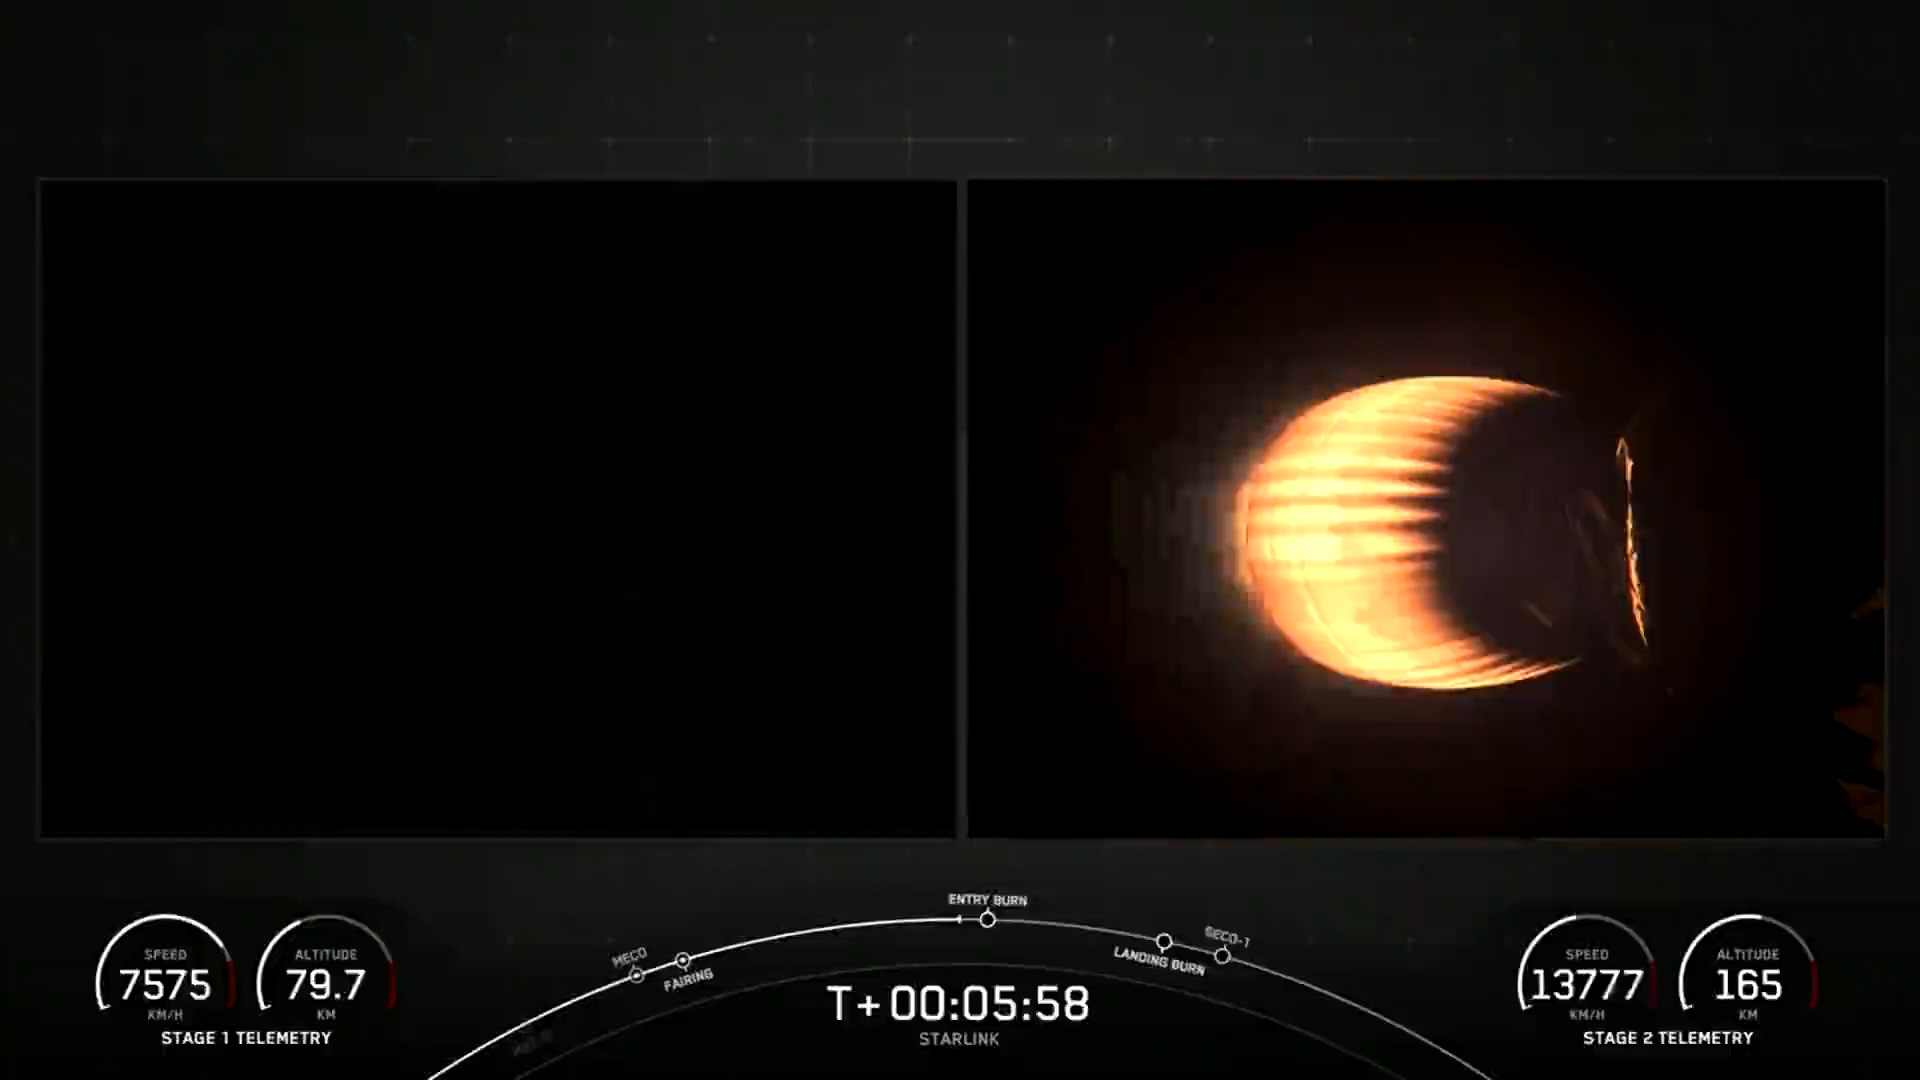 ENTRY BURN
MECO
FAIRING
LANDING BURN
SECO-1
SPEED
7575
KM/H
ALTITUDE
79.7
KM
STAGE 1 TELEMETRY
T+00:05:58
STARLINK
SPEED
13777
KM/H
ALTITUDE
165
KM
STAGE 2 TELEMETRY